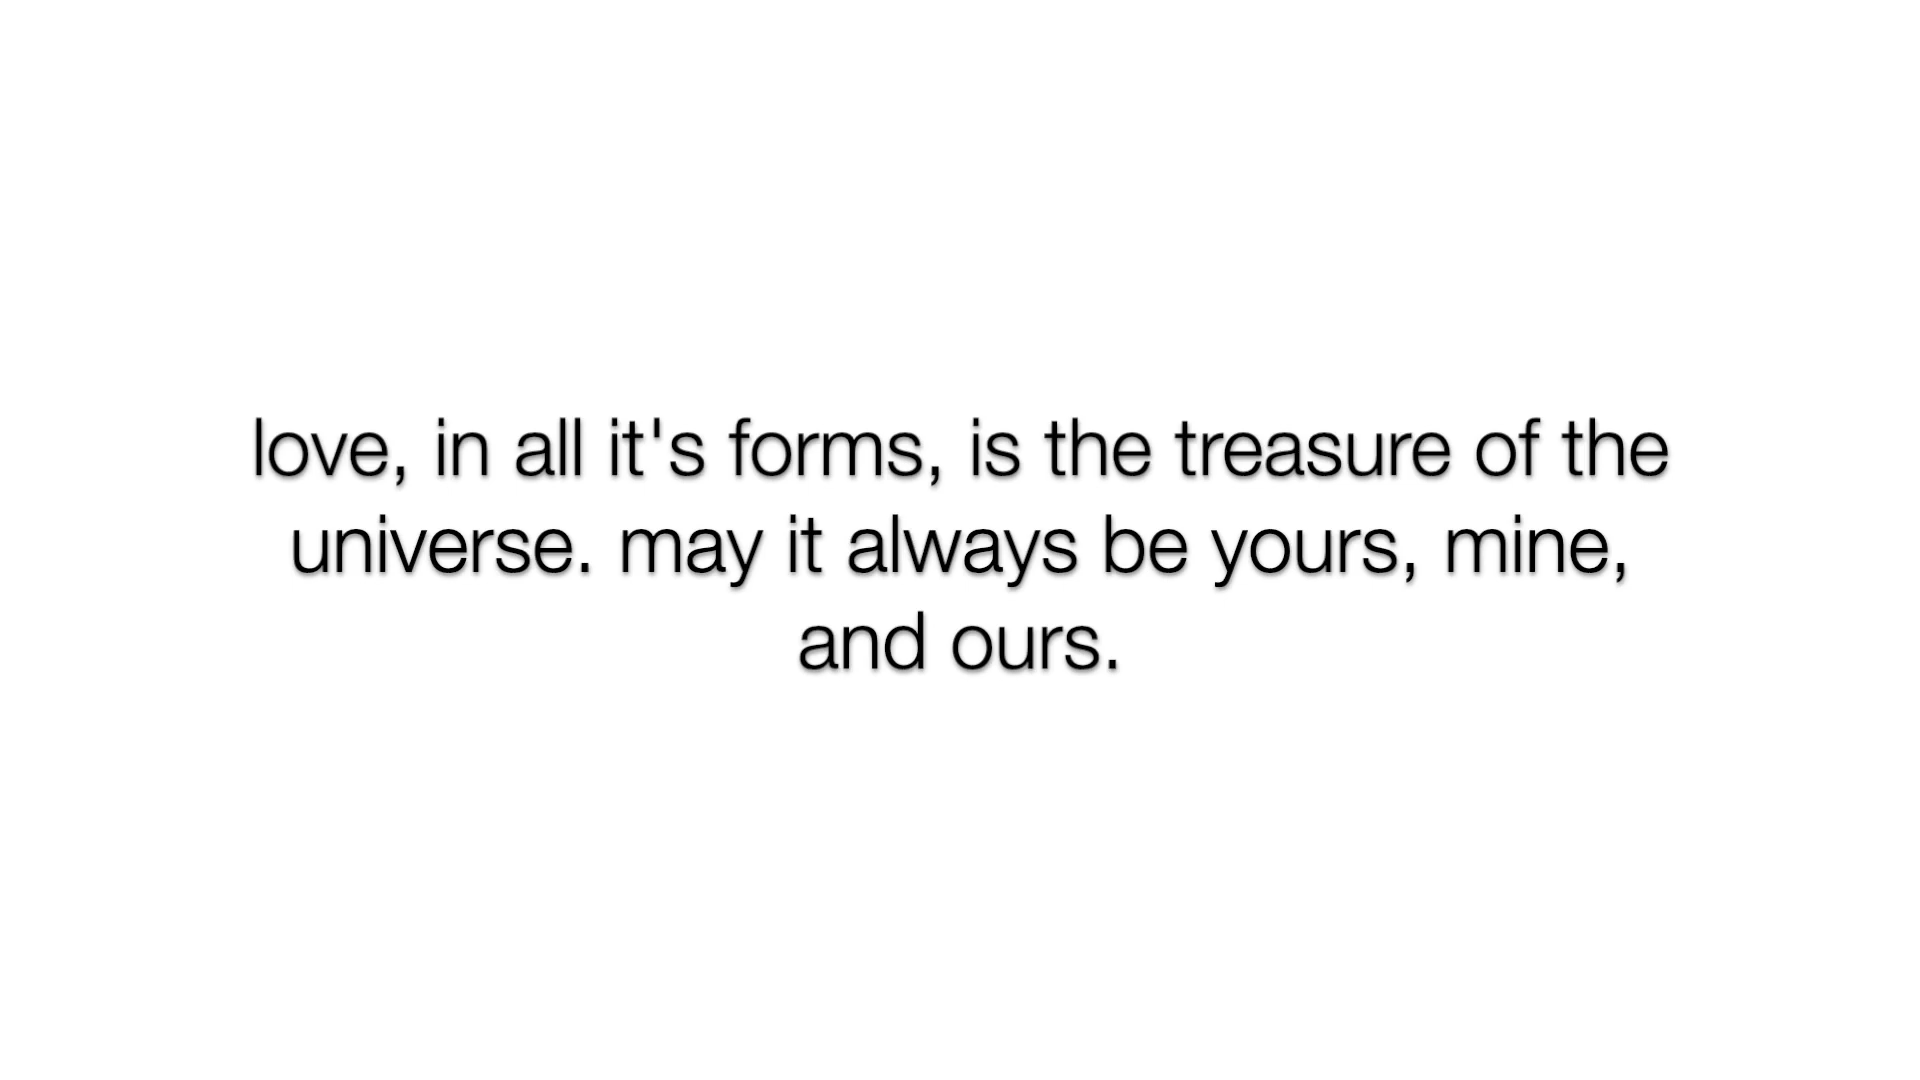 love, in all it's forms, is the treasure of the
universe. may it always be yours, mine,
and ours.